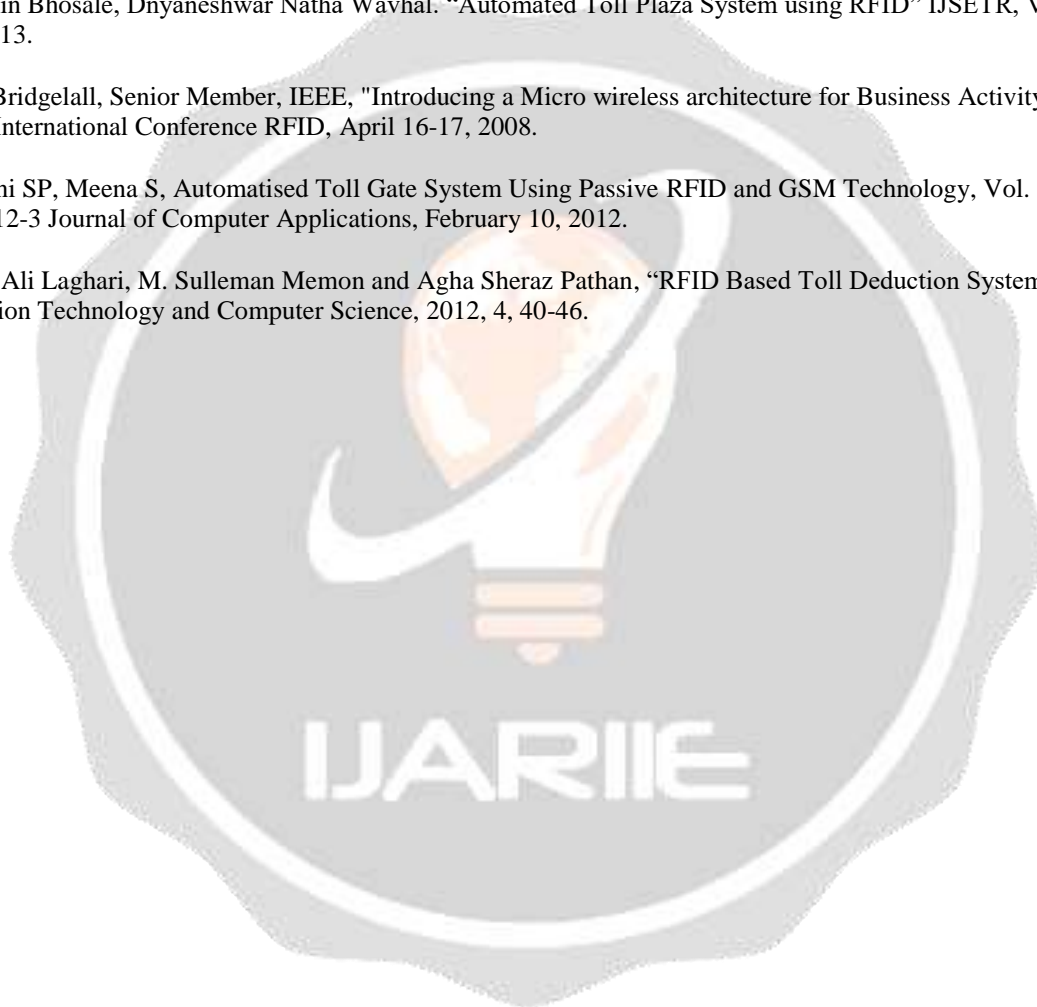 in Bhosale, Dnyaneshwar Natha Wavhal. “Automated Toll Plaza System using RFID” IJSETR, V
13.
Bridgelall, Senior Member, IEEE, "Introducing a Micro wireless architecture for Business Activity
International Conference RFID, April 16-17, 2008.
ni SP, Meena S, Automatised Toll Gate System Using Passive RFID and GSM Technology, Vol.
12-3 Journal of Computer Applications, February 10, 2012.
Ali Laghari, M. Sulleman Memon and Agha Sheraz Pathan, “RFID Based Toll Deduction System
ion Technology and Computer Science, 2012, 4, 40-46.
IJARIIE